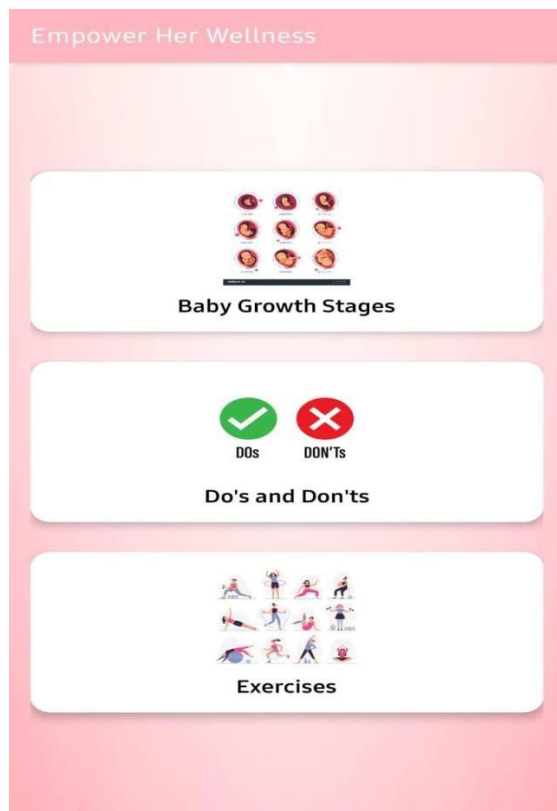 Empower Her Wellness
Baby Growth Stages
DOs DON'Ts
Do's and Don'ts
Exercises